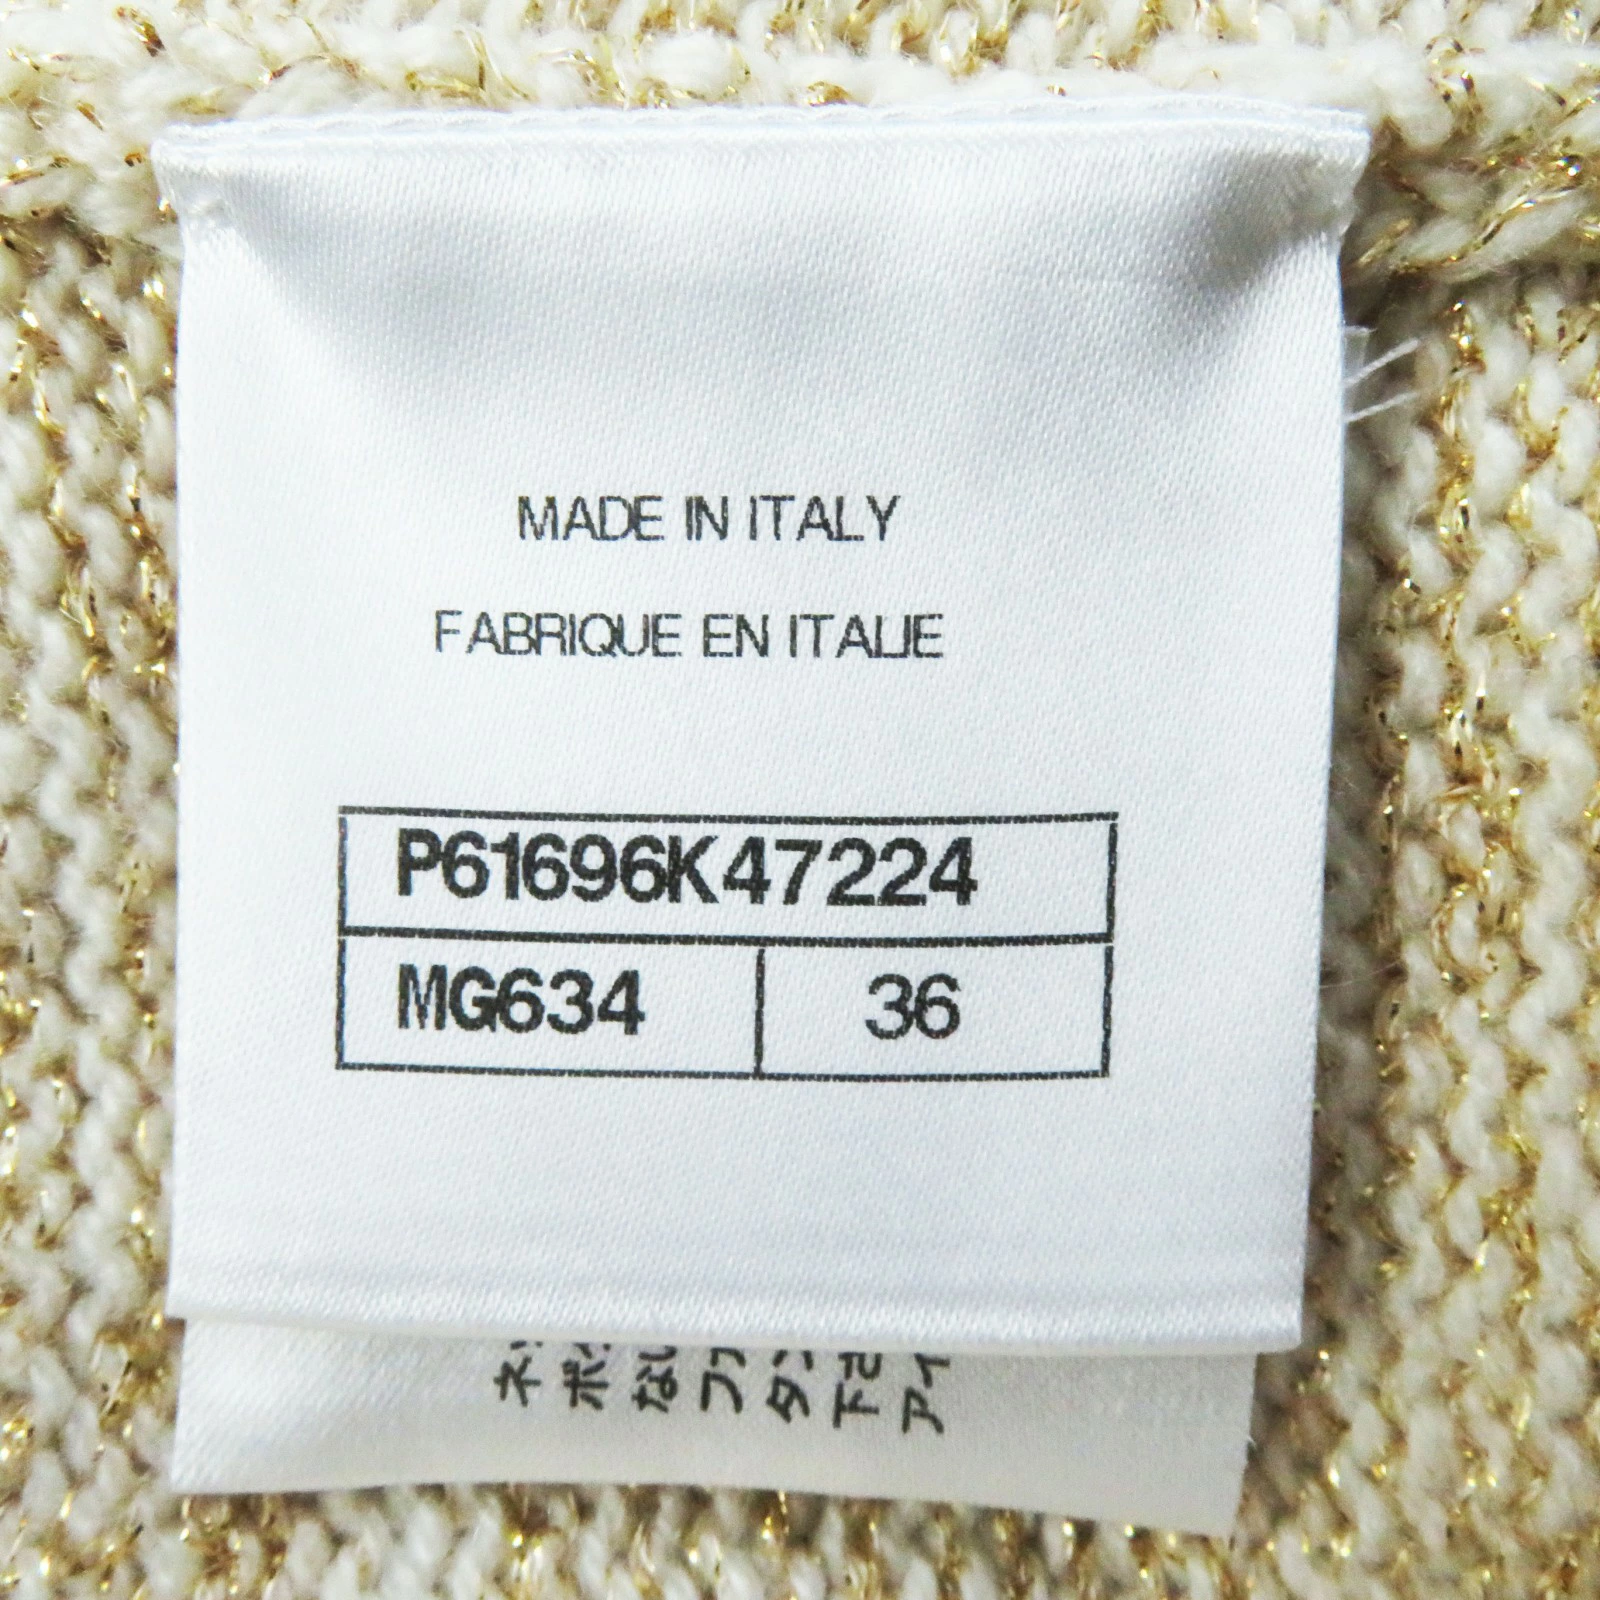 MADE IN ITALY
FABRIQUE EN ITALIE
P61696K47224
MG634 36